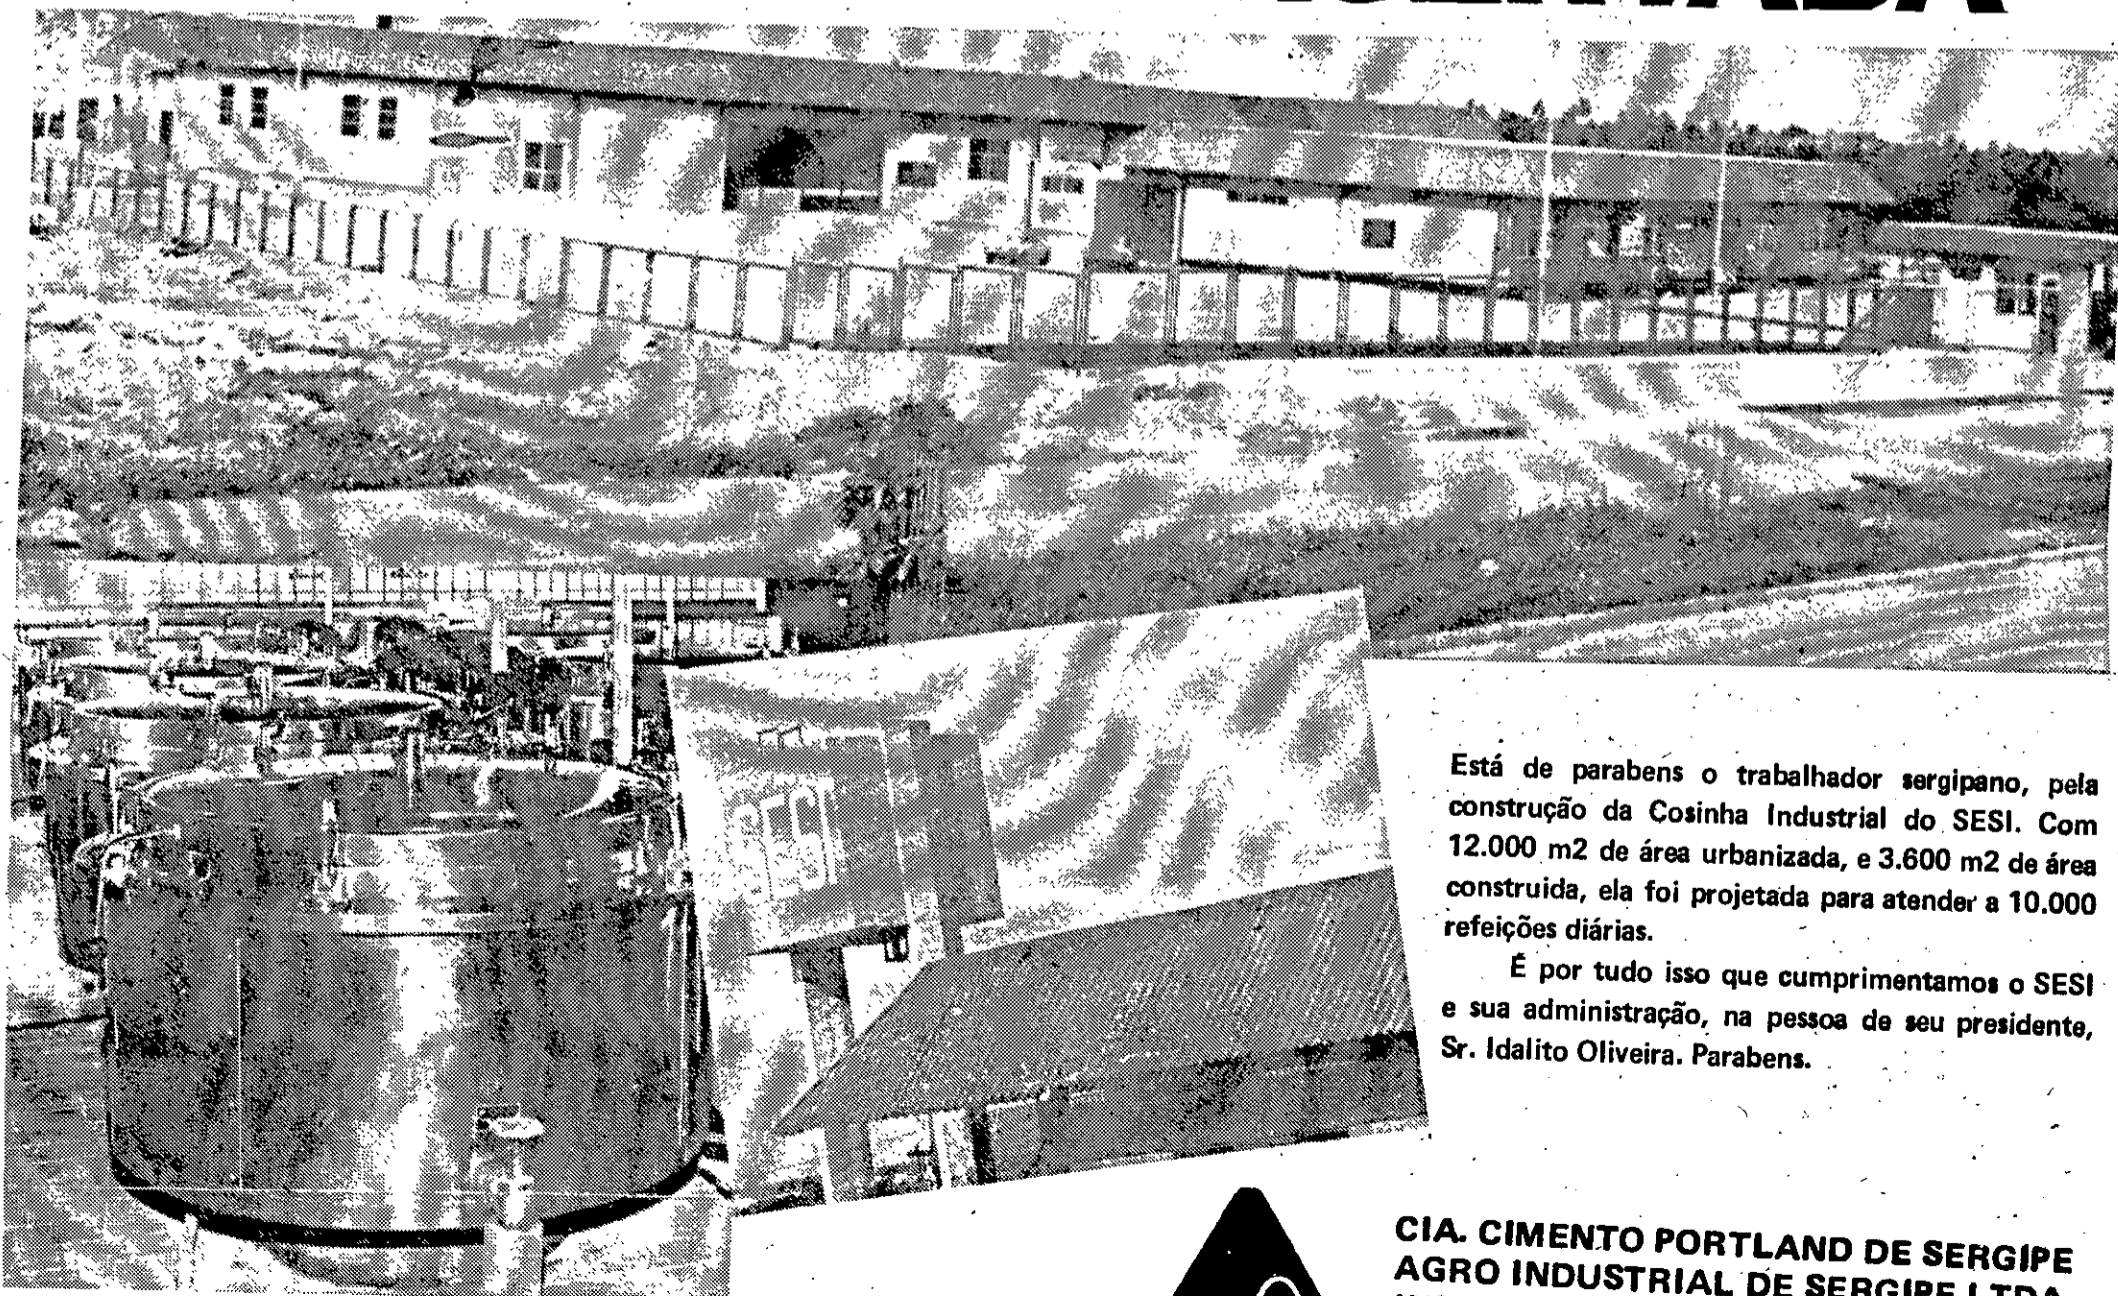 SESI
Está de parabens o trabalhador sergipano, pela
construção da Cosinha Industrial do SESI. Com
12.000 m2 de área urbanizada, e 3.600 m2 de área
construida, ela foi projetada para atender a 10.000
refeições diárias.
É por tudo isso que cumprimentamos o SESI
e sua administração, na pessoa de seu presidente,
Sr. Idalito Oliveira. Parabens.
CIA. CIMENTO PORTLAND DE SERGIPE
AGRO INDUSTRIAL DE SERGIPE LTDA